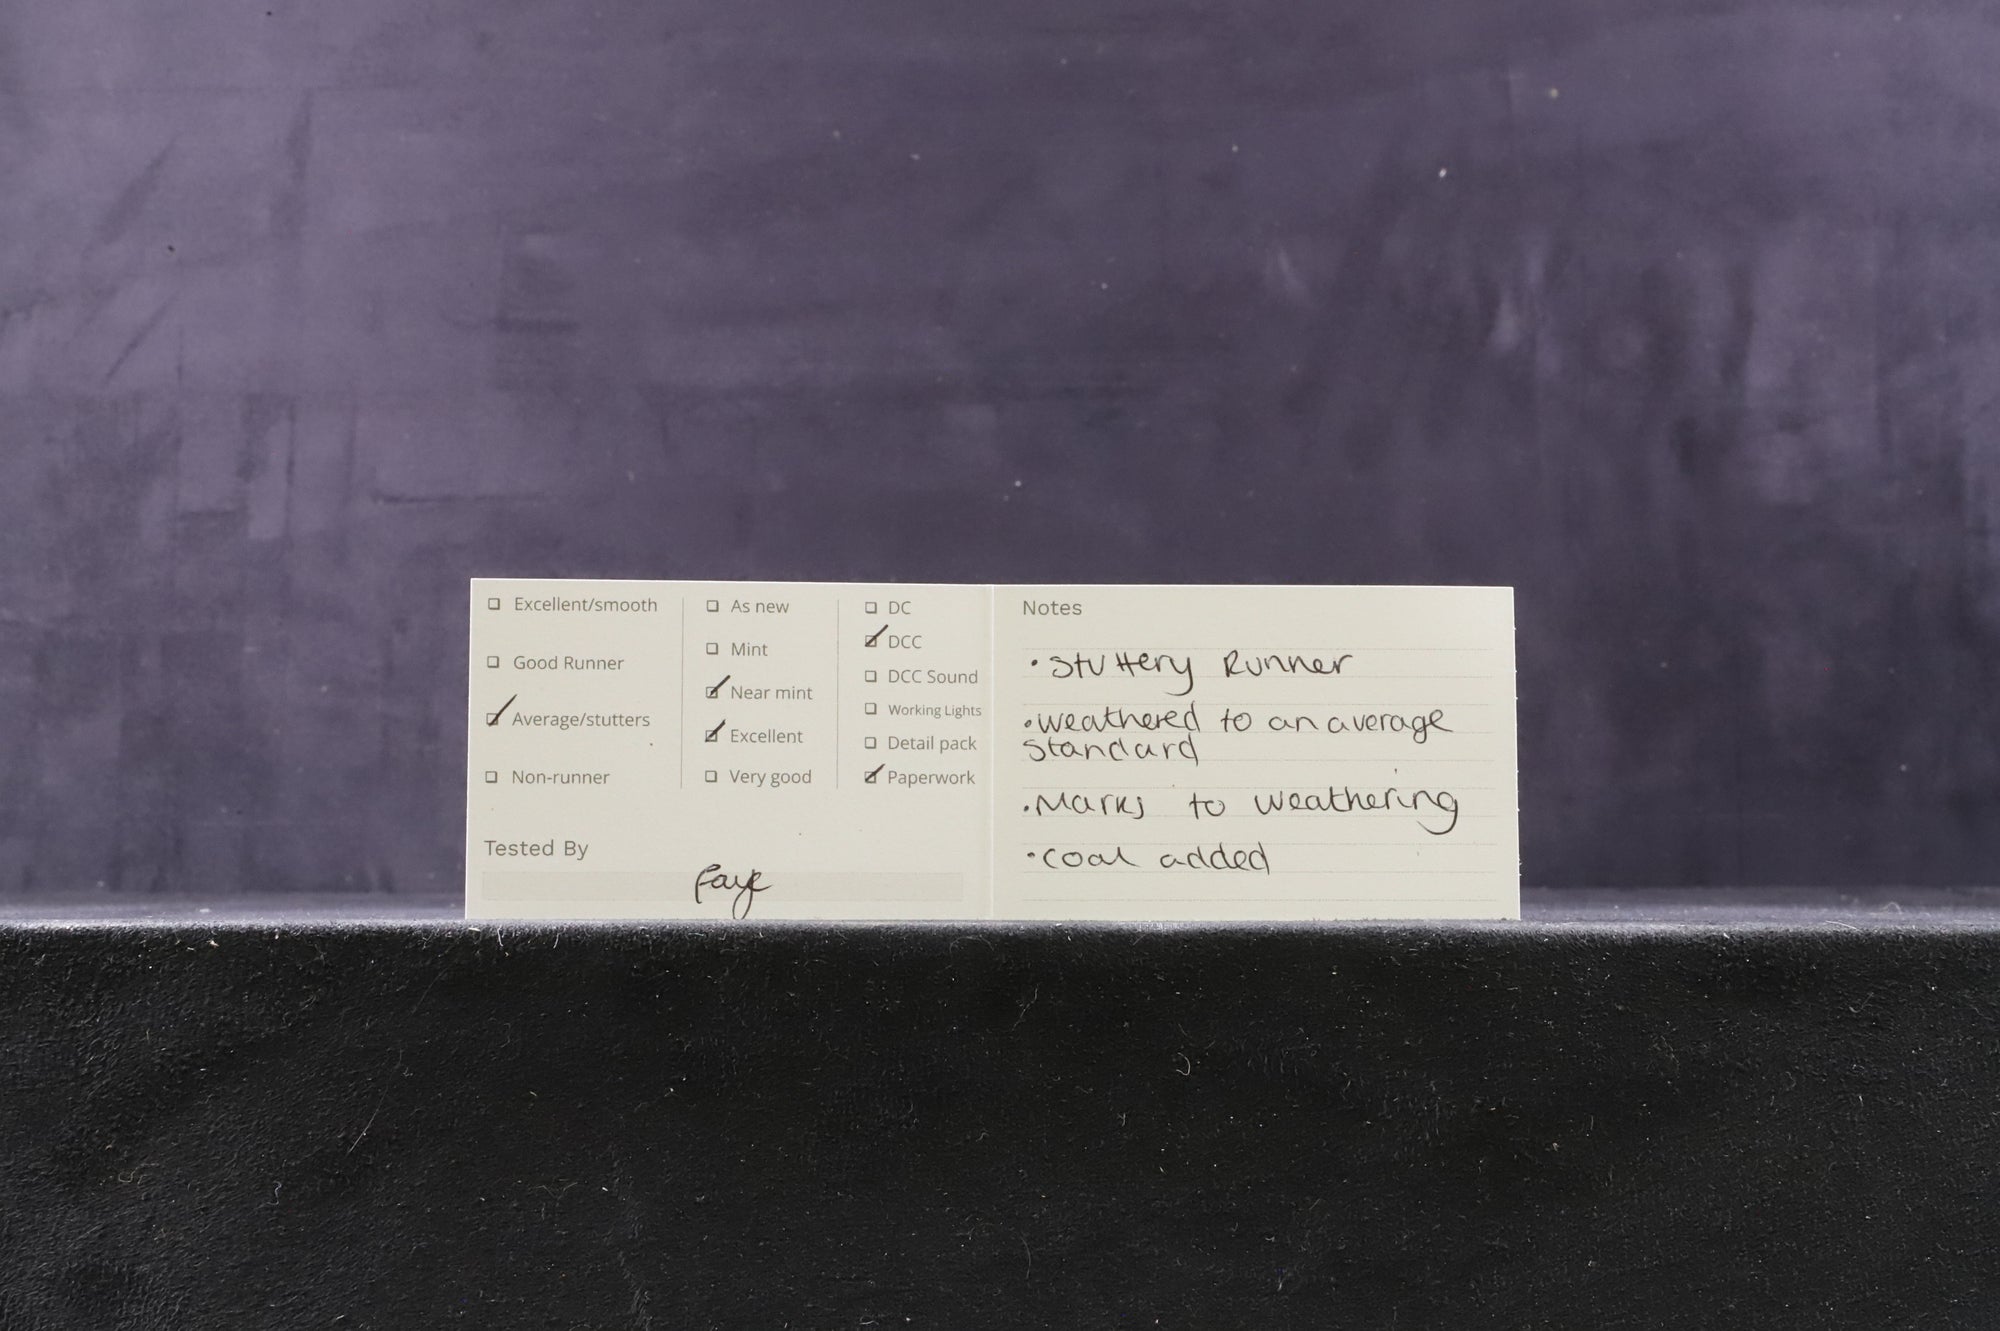 Excellent/smooth
Good Runner
Average/stutters
Non-runner
As new
Mint
Near mint
Excellent
Very good
DC
DCC
DCC Sound
Working Lights
Detail pack
Paperwork
Tested By
Faye
Notes
• Stuttery Runner
• weathered to an average
standard
• Marks to weathering
• coal added